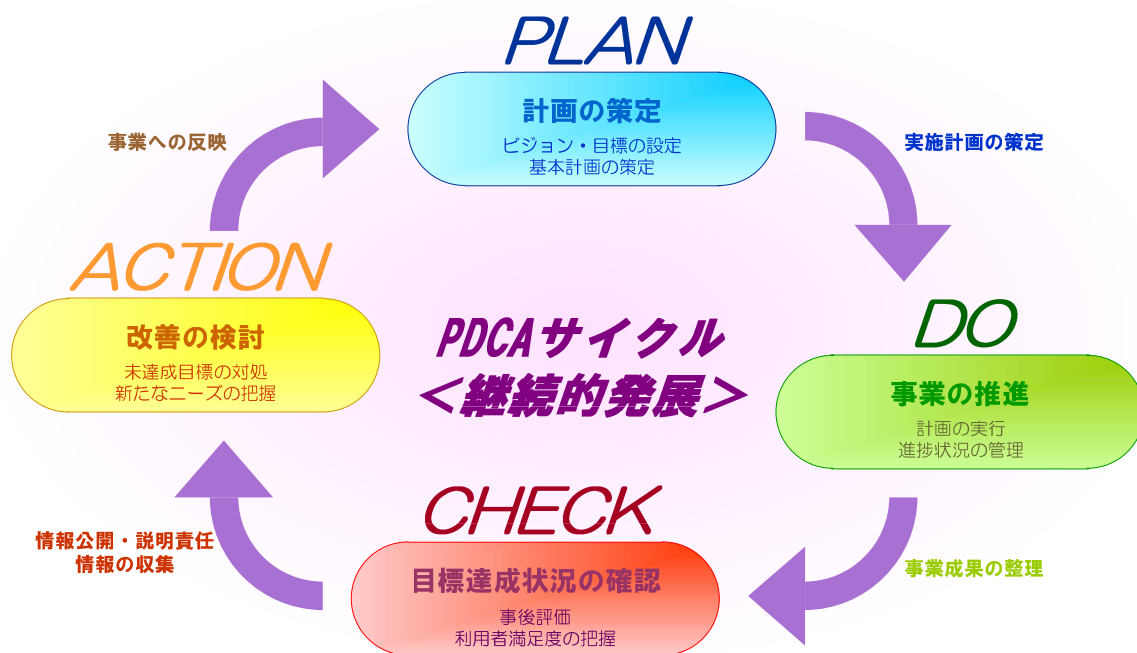 PLAN
計画の策定
ビジョン・目標の設定
基本計画の策定
事業への反映
実施計画の策定
ACTION
改善の検討
未達成目標の対処
新たなニーズの把握
PDCAサイクル
＜継続的発展＞
DO
事業の推進
計画の実行
進捗状況の管理
CHECK
目標達成状況の確認
事後評価
利用者満足度の把握
情報公開・説明責任
情報の収集
事業成果の整理